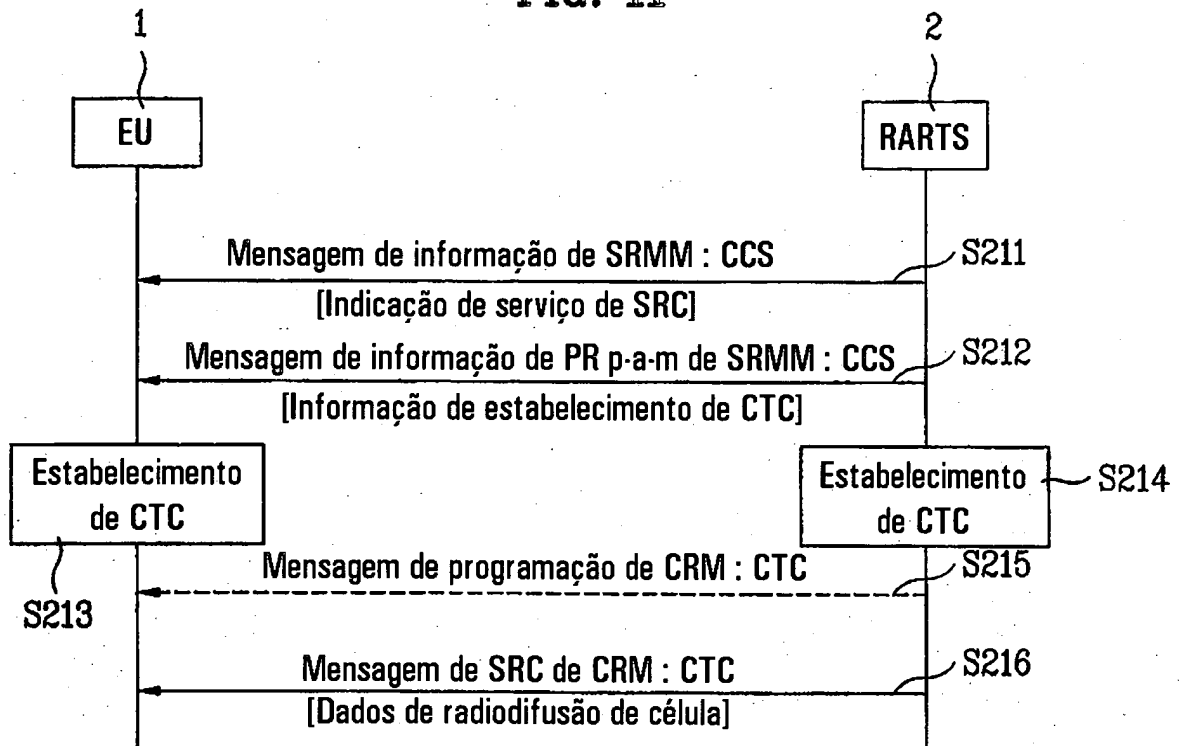 1
2
EU
RARTS
Mensagem de informação de SRMM : CCS
S211
[Indicação de serviço de SRC]
Mensagem de informação de PR p-a-m de SRMM : CCS
S212
[Informação de estabelecimento de CTC]
Estabelecimento
de CTC
Estabelecimento
de CTC
S214
Mensagem de programação de CRM : CTC
S215
S213
Mensagem de SRC de CRM : CTC
S216
[Dados de radiodifusão de célula]